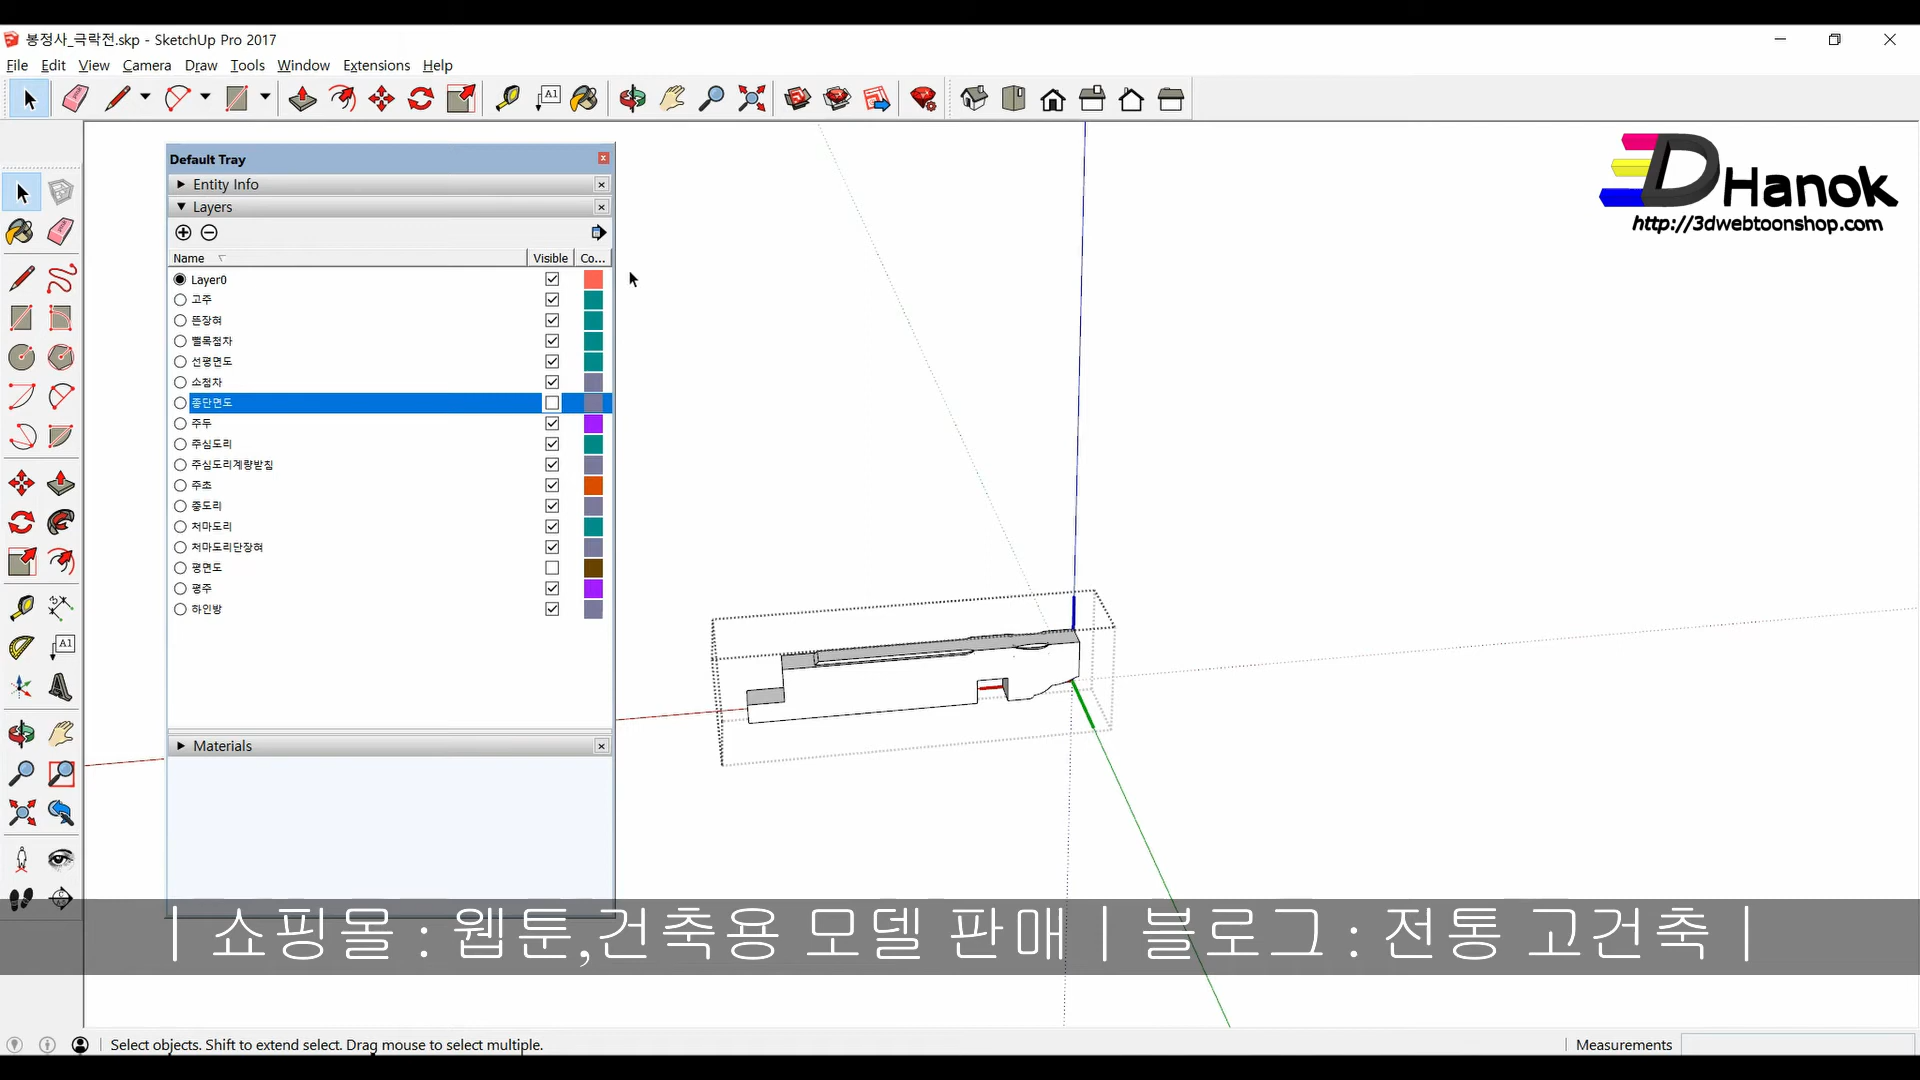 봉정사_극락전.skp - SketchUp Pro 2017
File Edit View Camera Draw Tools Window Extensions Help
A1
DHanok
http://3dwebtoonshop.com
Default Tray
Entity Info
Layers
Name Visible Co...
Layer0
고주
뜬장혀
뻘목첨차
선평면도
소첨차
종단면도
주두
주심도리
주심도리계량받침
주초
중도리
처마도리
처마도리단장혀
평면도
평주
하인방
A1
Materials
| 쇼핑몰 : 웹툰,건축용 모델 판매 | 블로그 : 전통 고건축 |
Select objects. Shift to extend select. Drag mouse to select multiple.
Measurements